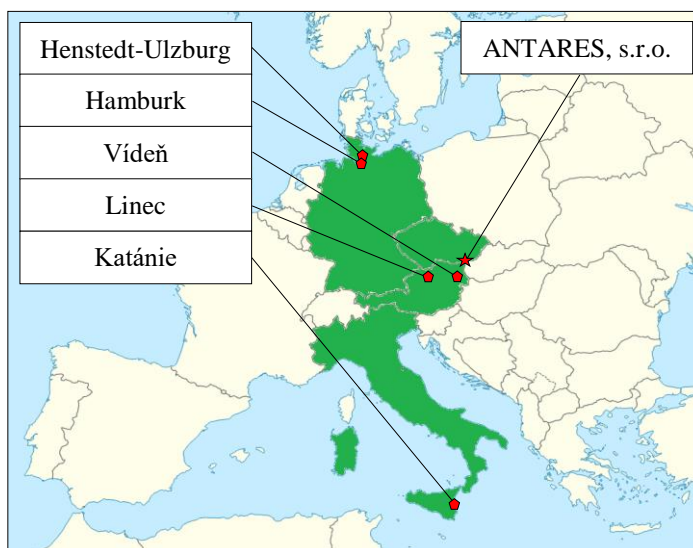 Henstedt-Ulzburg
Hamburk
Vídeň
Linec
Katánie
ANTARES, s.r.o.